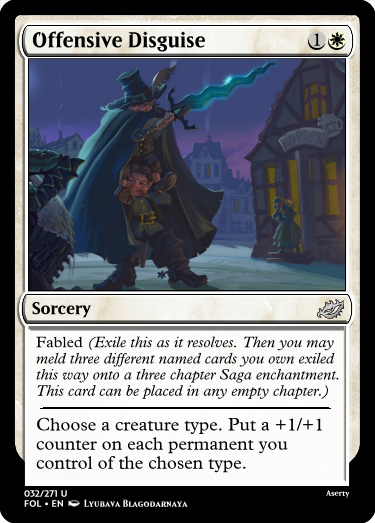 Offensive Disguise 1
Sorcery
Fabled (Exile this as it resolves. Then you may
meld three different named cards you own exiled
this way onto a three chapter Saga enchantment.
This card can be placed in any empty chapter.)
Choose a creature type. Put a +1/+1
counter on each permanent you
control of the chosen type.
032/271 U
Aserty
FOL • EN Lyubava Blagodarnaya